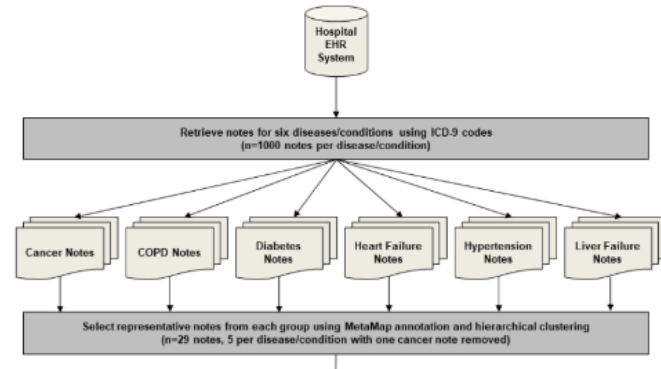 Hospital
EHR
System
Retrieve notes for six diseases/conditions using ICD-9 codes
(n=1000 notes per disease/condition)
Cancer Notes
COPD Notes
Diabetes
Notes
Heart Failure
Notes
Hypertension
Notes
Liver Failure
Notes
Select representative notes from each group using MetaMap annotation and hierarchical clustering
(n=29 notes, 5 per disease/condition with one cancer note removed)